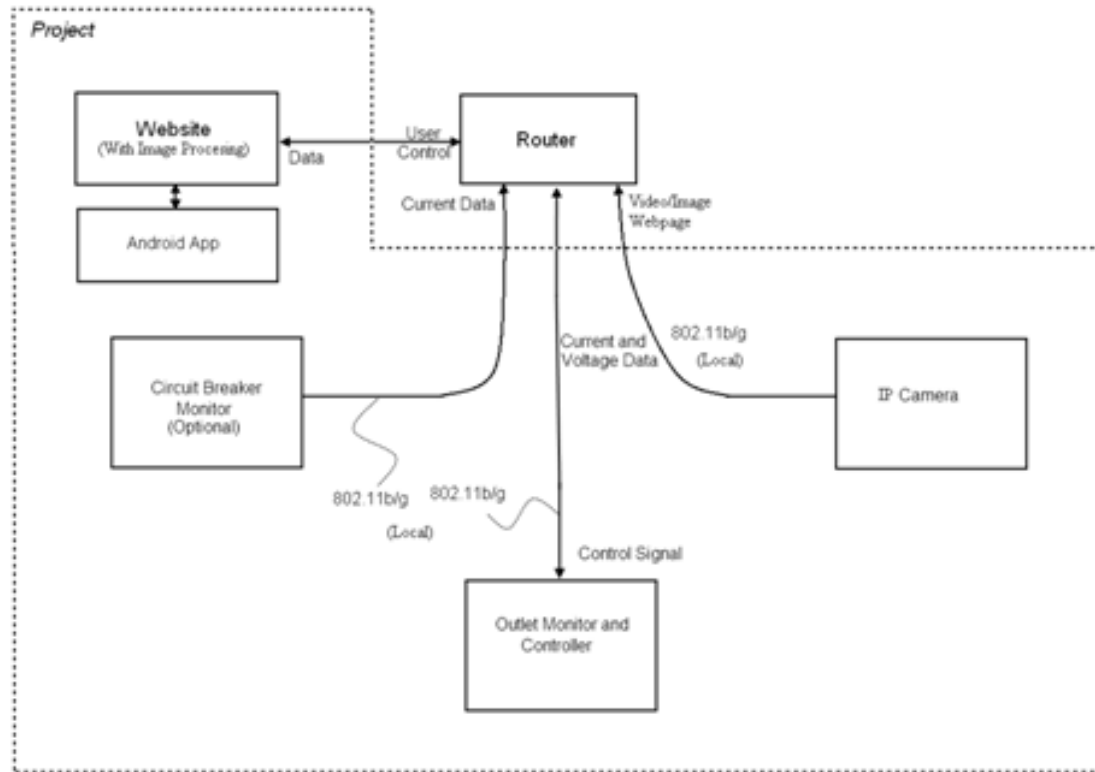 Project
Website
(With Image Procering)
Router
User
Control
Data
Android App
Current Data
Video/Image
Webpage
Circuit Breaker
Monitor
(Optional)
Current and
Voltage Data
802.11b/g
(Local)
IP Camera
802.11b/g
(Local)
802.11b/g
Control Signal
Outlet Monitor and
Controller